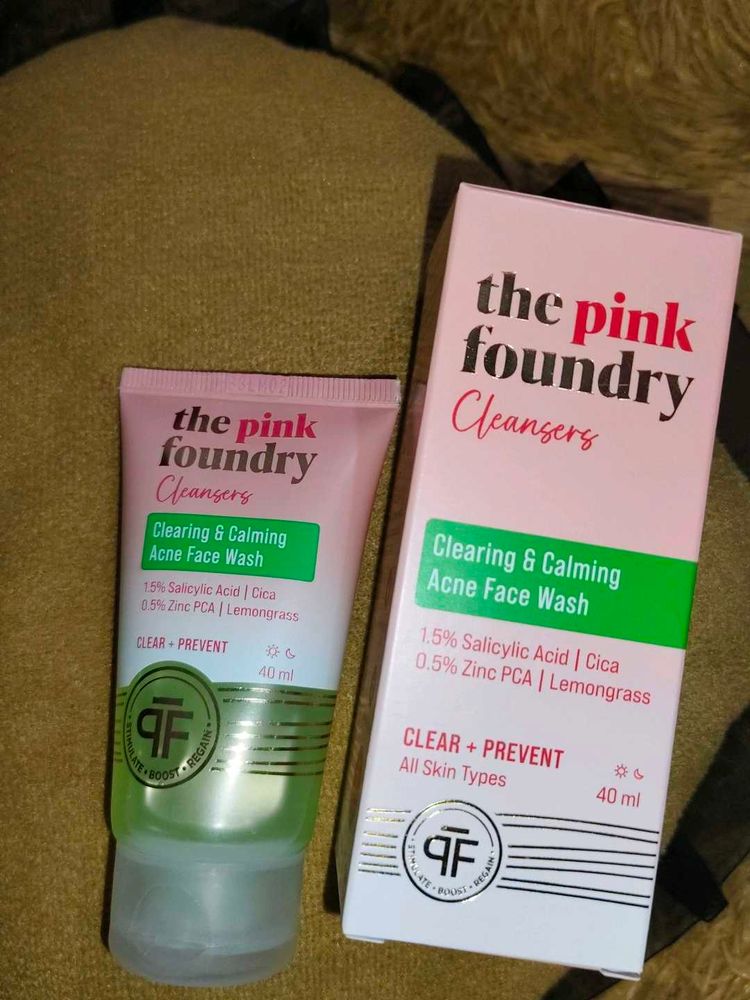 the pink
foundry
Cleansers
Clearing & Calming
Acne Face Wash
1.5% Salicylic Acid | Cica
0.5% Zinc PCA | Lemongrass
CLEAR + PREVENT
40 ml
PF
STIMULATE • BOOST • REGAIN
the pink
foundry
Cleansers
Clearing & Calming
Acne Face Wash
1.5% Salicylic Acid | Cica
0.5% Zinc PCA | Lemongrass
CLEAR + PREVENT
All Skin Types
40 ml
PF
STIMULATE • BOOST • REGAIN